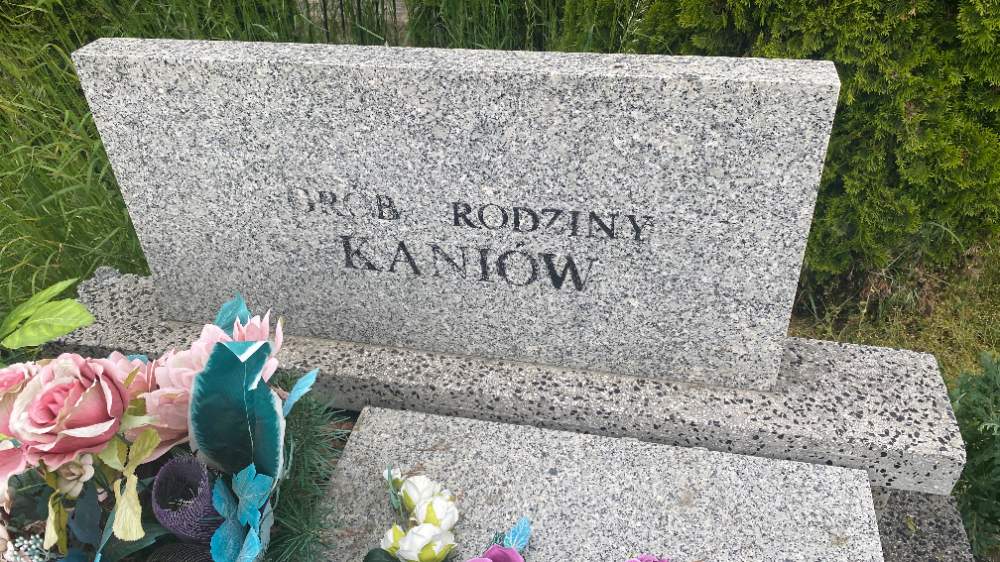 GRÓB RODZINY
KANIÓW